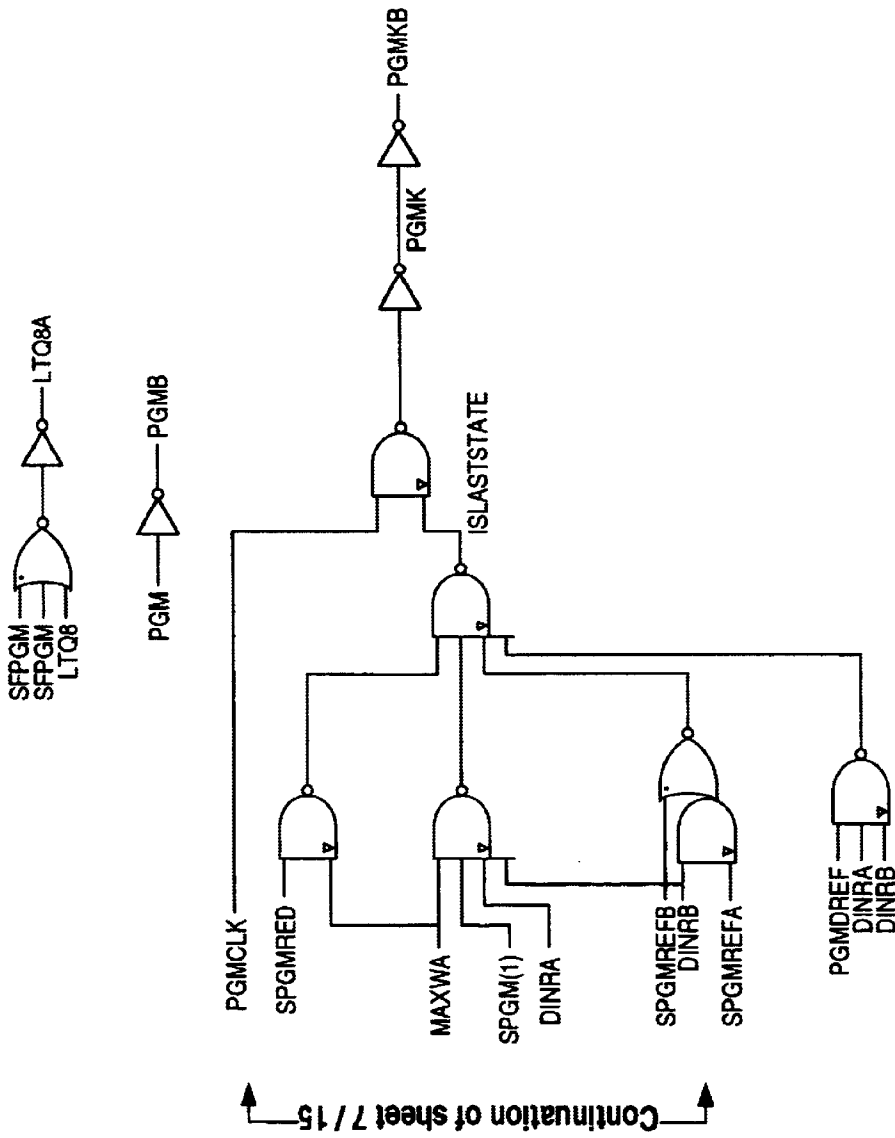 SFPGM
SFPGM
LTQ8
LTQ8A
PGM
PGMB
PGMCLK
SPGMRED
MAXWA
SPGM(1)
DINRA
SPGMREFB
DINRB
SPGMREFA
PGMDREF
DINRA
DINRB
ISLASTSTATE
PGMK
PGMKB
Continuation of sheet 7 / 15